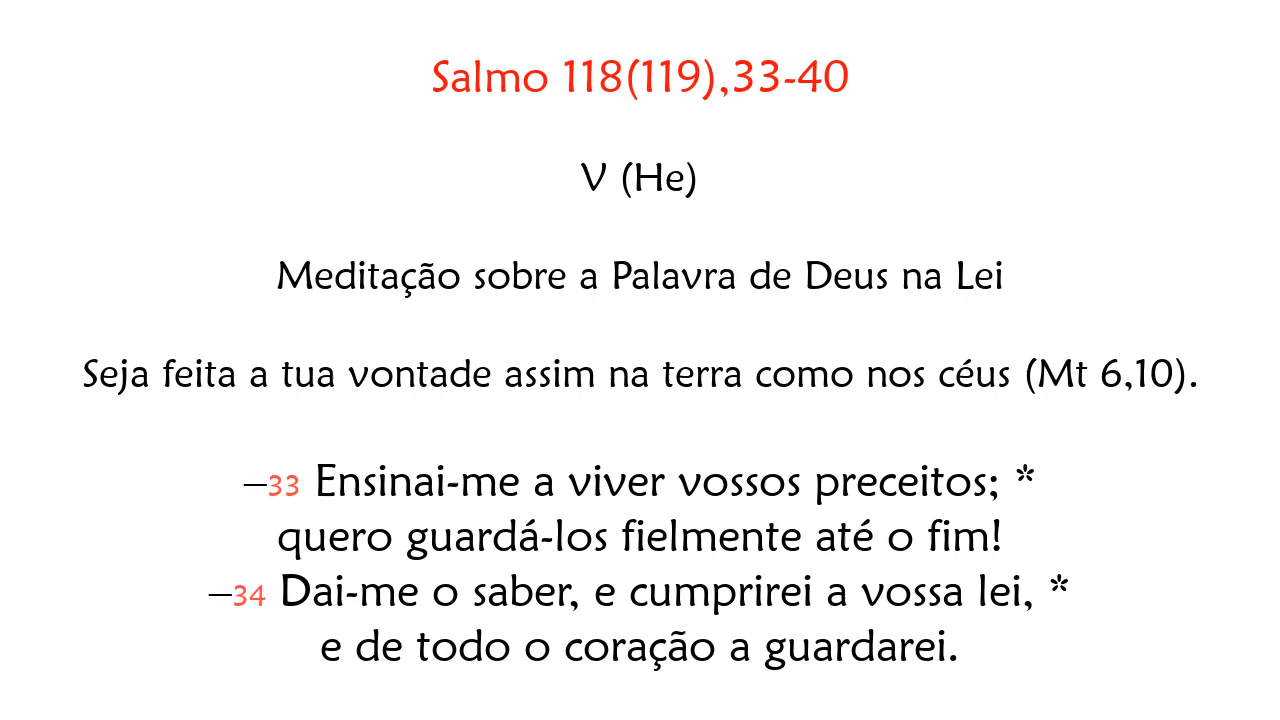 Salmo 118(119),33-40
V (He)
Meditação sobre a Palavra de Deus na Lei
Seja feita a tua vontade assim na terra como nos céus (Mt 6,10).
–33 Ensinai-me a viver vossos preceitos; *
quero guardá-los fielmente até o fim!
–34 Dai-me o saber, e cumprirei a vossa lei, *
e de todo o coração a guardarei.